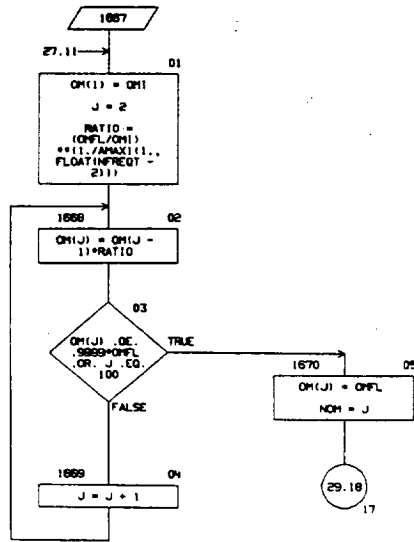 1667
27.11
01
OM(1) = OMI
J = 2
RATIO =
(OMFL/OMI)
**(1./AMAX1(1.,
FLOAT(NFREQT -
2)))
1668
02
OM(J) = OM(J -
1)*RATIO
03
OM(J) .GE.
.9999*OMFL
.OR. J .EQ.
100
TRUE
FALSE
1670
05
OM(J) = OMFL
NOM = J
29.18
17
1669
04
J = J + 1